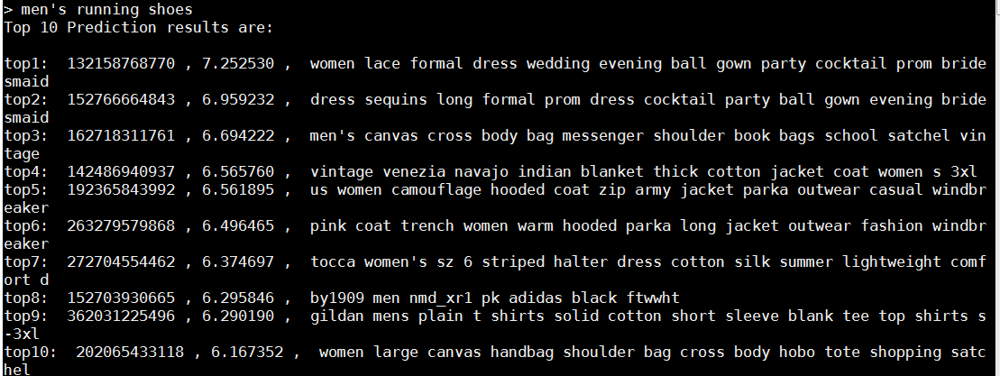 > men's running shoes
Top 10 Prediction results are:
top1:  132158768770 , 7.252530 ,  women lace formal dress wedding evening ball gown party cocktail prom bride
smaid
top2:  152766664843 , 6.959232 ,  dress sequins long formal prom dress cocktail party ball gown evening bride
smaid
top3:  162718311761 , 6.694222 ,  men's canvas cross body bag messenger shoulder book bags school satchel vin
tage
top4:  142486940937 , 6.565760 ,  vintage venezia navajo indian blanket thick cotton jacket coat women s 3xl
top5:  192365843992 , 6.561895 ,  us women camouflage hooded coat zip army jacket parka outwear casual windbr
eaker
top6:  263279579868 , 6.496465 ,  pink coat trench women warm hooded parka long jacket outwear fashion windbr
eaker
top7:  272704554462 , 6.374697 ,  tocca women's sz 6 striped halter dress cotton silk summer lightweight comf
ort d
top8:  152703930665 , 6.295846 ,  by1909 men nmd_xr1 pk adidas black ftwwht
top9:  362031225496 , 6.290190 ,  gildan mens plain t shirts solid cotton short sleeve blank tee top shirts s
-3xl
top10:  202065433118 , 6.167352 ,  women large canvas handbag shoulder bag cross body hobo tote shopping satc
hel